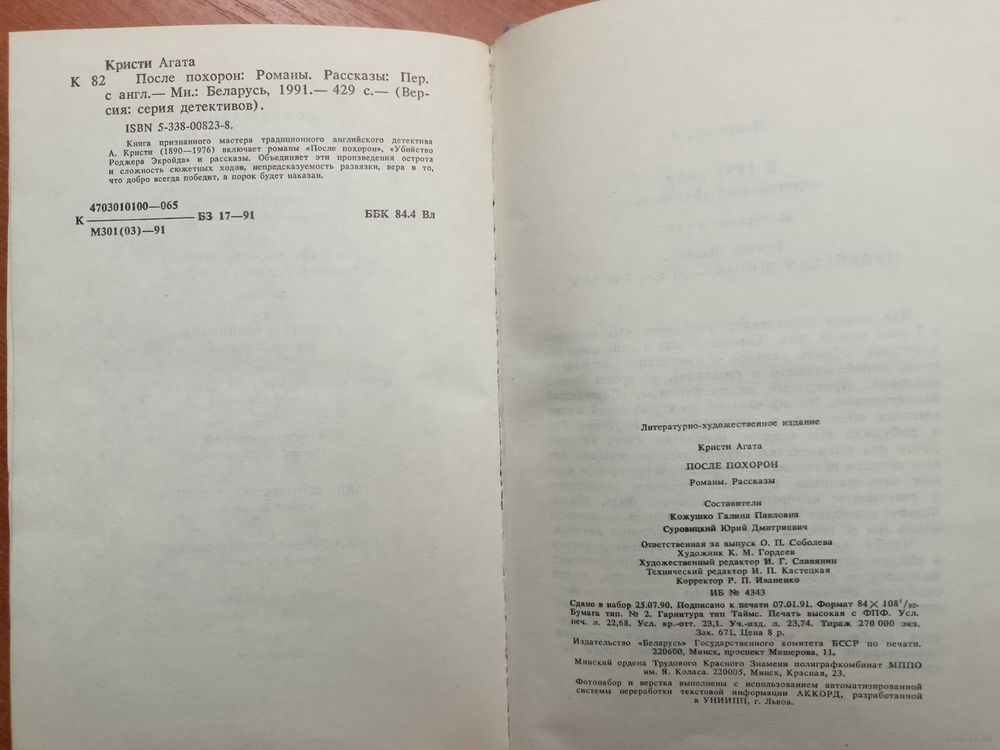 Кристи Агата
К 82 После похорон: Романы. Рассказы: Пер.
с англ.— Мн.: Беларусь, 1991.— 429 с.— (Вер-
сия: серия детективов).
ISBN 5-338-00823-8.
Книга признанного мастера традиционного английского детектива
А. Кристи (1890—1976) включает романы «После похорон», «Убийство
Роджера Экройда» и рассказы. Объединяет эти произведения острота
и сложность сюжетных ходов, непредсказуемость развязки, вера в то,
что добро всегда победит, а порок будет наказан.
4703010100—065
К БЗ 17—91 ББК 84.4 Вл
М301(03)—91
Литературно-художественное издание
Кристи Агата
ПОСЛЕ ПОХОРОН
Романы. Рассказы
Составители
Кожушко Галина Павловна
Суровицкий Юрий Дмитриевич
Ответственная за выпуск О. П. Соболева
Художник К. М. Гордеев
Художественный редактор И. Г. Славянин
Технический редактор И. П. Кастецкая
Корректор Р. П. Иваненко
ИБ № 4343
Сдано в набор 25.07.90. Подписано к печати 07.01.91. Формат 84×108¹/₃₂.
Бумага тип. № 2. Гарнитура тип Таймс. Печать высокая с ФПФ. Усл.
печ. л. 22,68. Усл. кр.-отт. 23,1. Уч.-изд. л. 23,74. Тираж 270 000 экз.
Зак. 671. Цена 8 р.
Издательство «Беларусь» Государственного комитета БССР по печати.
220600, Минск, проспект Машерова, 11.
Минский ордена Трудового Красного Знамени полиграфкомбинат МППО
им. Я. Коласа. 220005, Минск, Красная, 23.
Фотонабор и верстка выполнены с использованием автоматизированной
системы переработки текстовой информации АККОРД, разработанной
в УНИИПП, г. Львов.
www.av.by